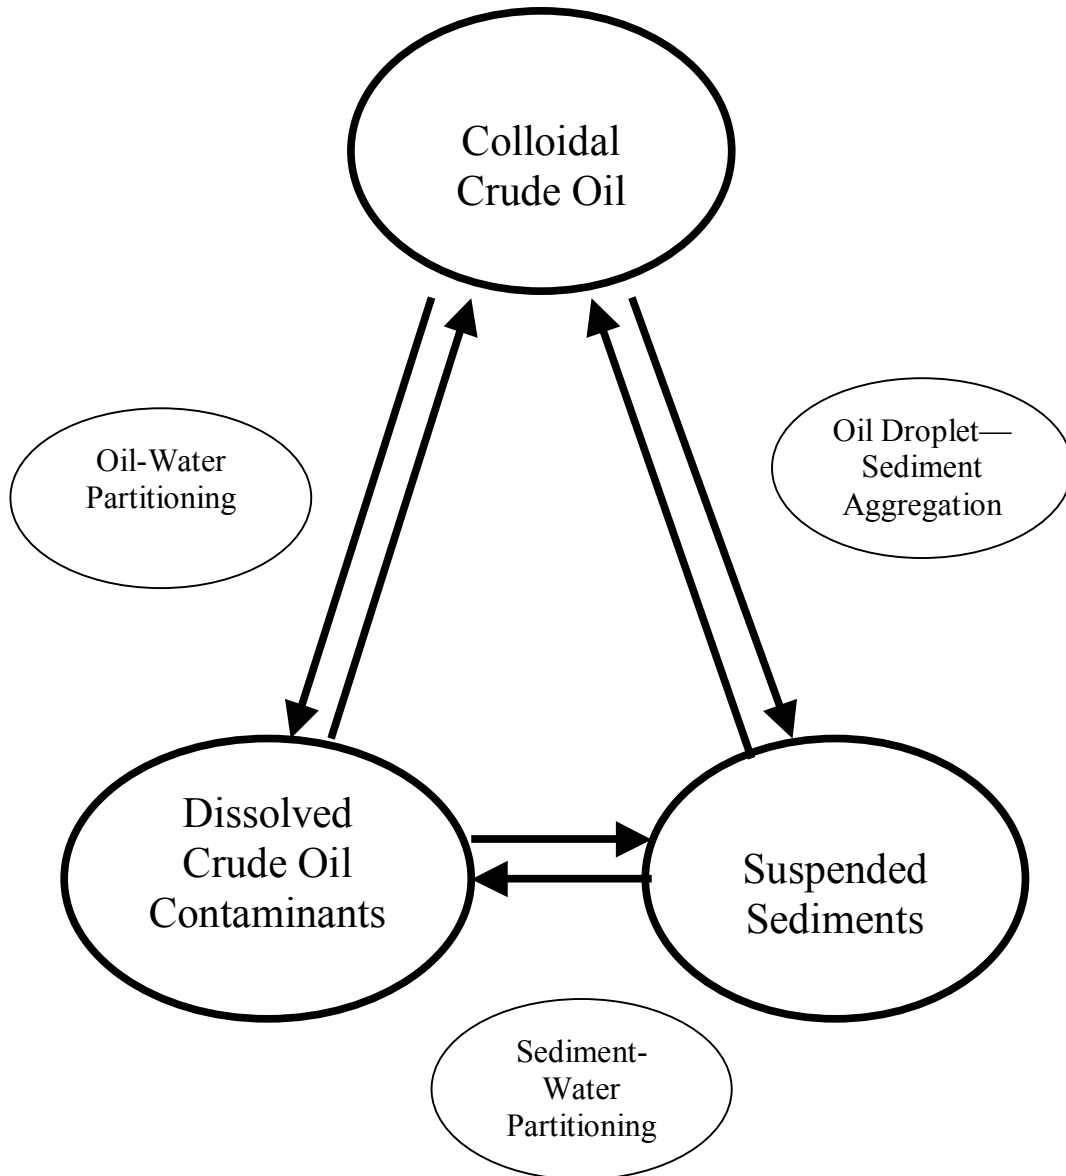 Colloidal
Crude Oil
Oil-Water
Partitioning
Oil Droplet—
Sediment
Aggregation
Dissolved
Crude Oil
Contaminants
Suspended
Sediments
Sediment-
Water
Partitioning